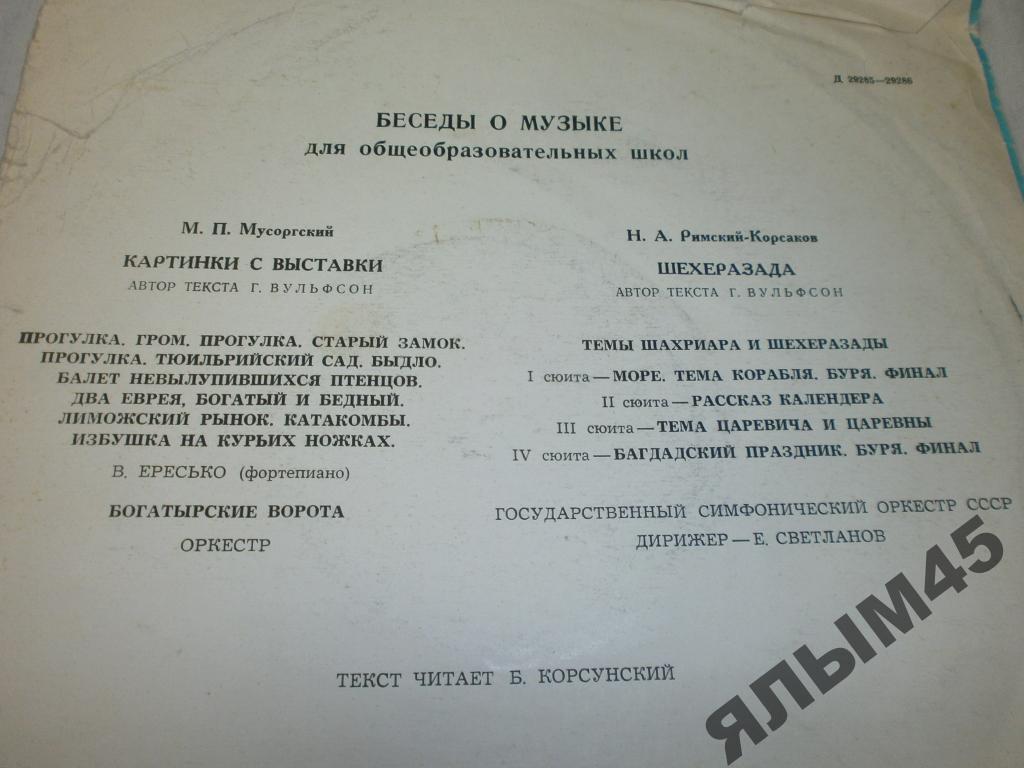 Д 29285—29286
БЕСЕДЫ О МУЗЫКЕ
для общеобразовательных школ
М. П. Мусоргский
КАРТИНКИ С ВЫСТАВКИ
АВТОР ТЕКСТА Г. ВУЛЬФСОН
ПРОГУЛКА. ГРОМ. ПРОГУЛКА. СТАРЫЙ ЗАМОК.
ПРОГУЛКА. ТЮИЛЬРИЙСКИЙ САД. БЫДЛО.
БАЛЕТ НЕВЫЛУПИВШИХСЯ ПТЕНЦОВ.
ДВА ЕВРЕЯ, БОГАТЫЙ И БЕДНЫЙ.
ЛИМОЖСКИЙ РЫНОК. КАТАКОМБЫ.
ИЗБУШКА НА КУРЬИХ НОЖКАХ.
В. ЕРЕСЬКО (фортепиано)
БОГАТЫРСКИЕ ВОРОТА
ОРКЕСТР
Н. А. Римский-Корсаков
ШЕХЕРАЗАДА
АВТОР ТЕКСТА Г. ВУЛЬФСОН
ТЕМЫ ШАХРИАРА И ШЕХЕРАЗАДЫ
I сюита — МОРЕ. ТЕМА КОРАБЛЯ. БУРЯ. ФИНАЛ
II сюита — РАССКАЗ КАЛЕНДЕРА
III сюита — ТЕМА ЦАРЕВИЧА И ЦАРЕВНЫ
IV сюита — БАГДАДСКИЙ ПРАЗДНИК. БУРЯ. ФИНАЛ
ГОСУДАРСТВЕННЫЙ СИМФОНИЧЕСКИЙ ОРКЕСТР СССР
ДИРИЖЕР — Е. СВЕТЛАНОВ
ТЕКСТ ЧИТАЕТ Б. КОРСУНСКИЙ
ЯЛЫМ45